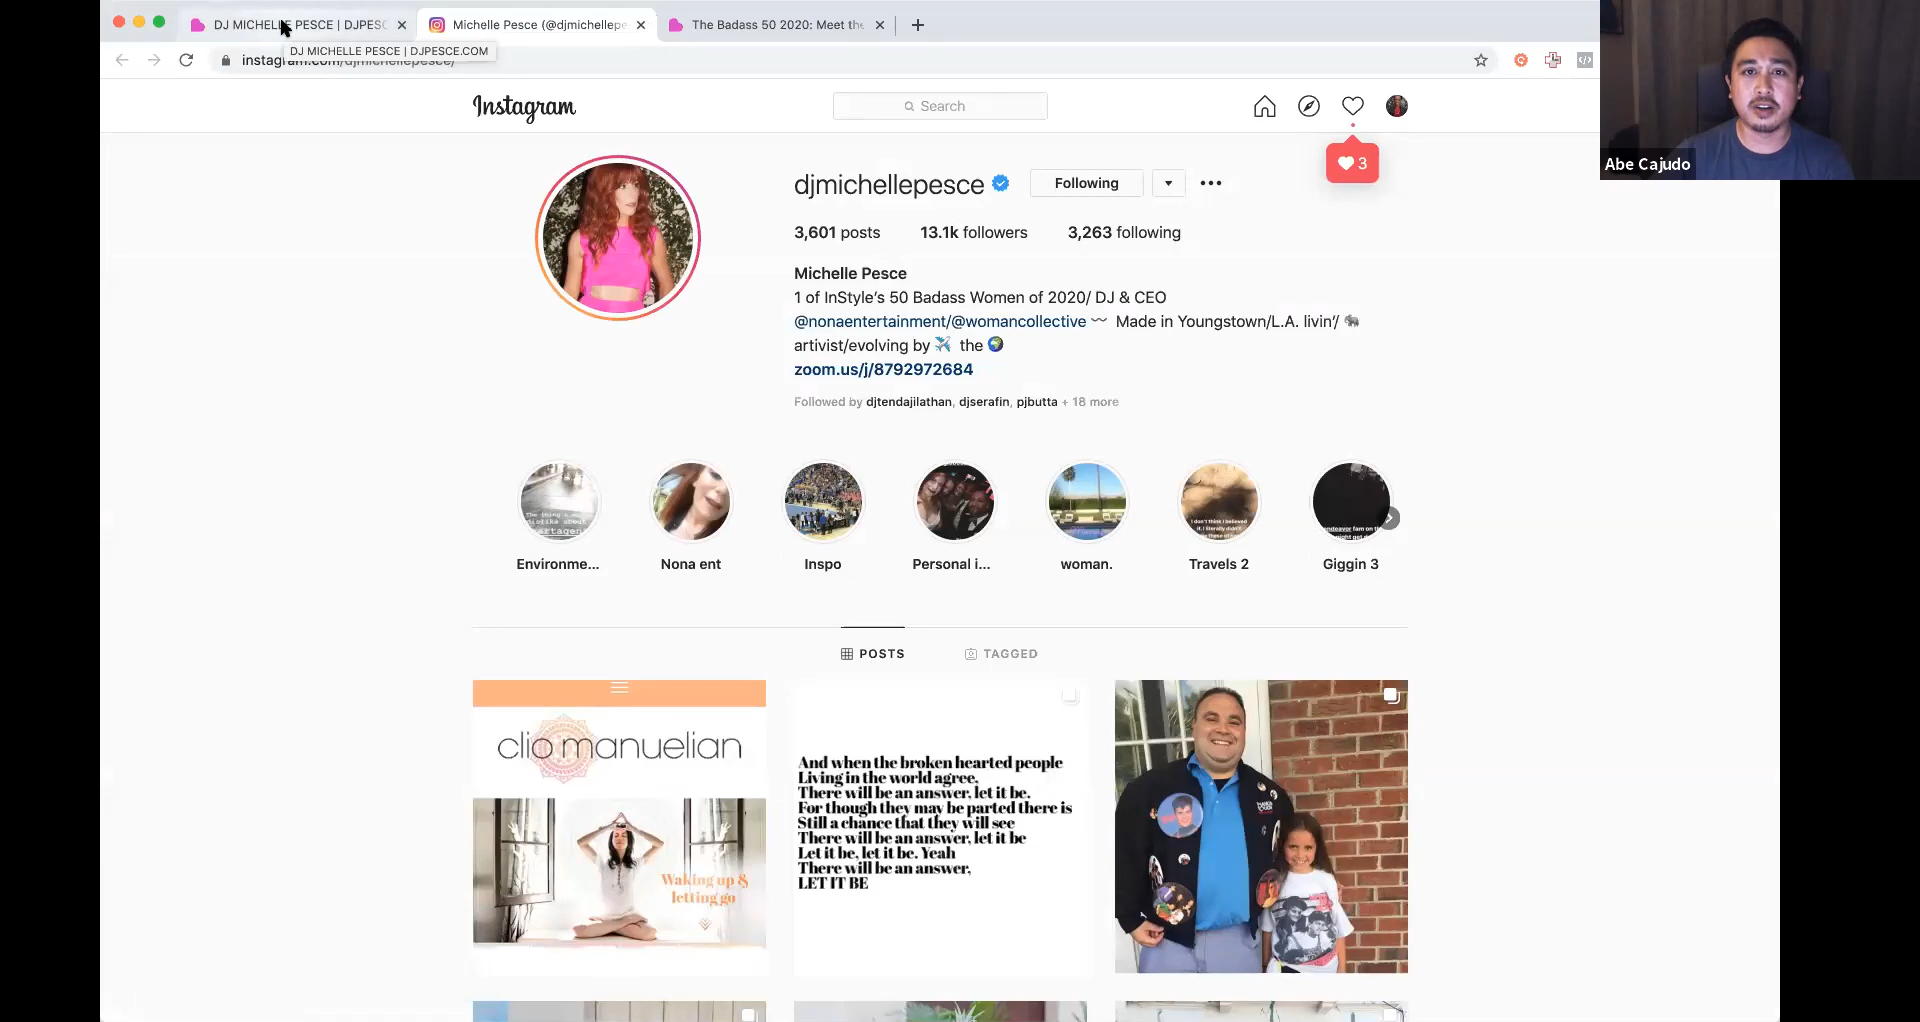 DJ MICHELLE PESCE | DJPESC
Michelle Pesce (@djmichellepe
The Badass 50 2020: Meet the
DJ MICHELLE PESCE | DJPESCE.COM
instagram.com/djmichellepesce/
Abe Cajudo
Instagram
Search
3
djmichellepesce
Following
3,601 posts
13.1k followers
3,263 following
Michelle Pesce
1 of InStyle's 50 Badass Women of 2020/ DJ & CEO
@nonaentertainment/@womancollective 〰 Made in Youngstown/L.A. livin'/ 🐘
artivist/evolving by ✈️ the 🌍
zoom.us/j/8792972684
Followed by djtendajilathan, djserafin, pjbutta + 18 more
Environme...
Nona ent
Inspo
Personal i...
woman.
Travels 2
Giggin 3
POSTS
TAGGED
clio manuelian
Waking up &
letting go
And when the broken hearted people
Living in the world agree,
There will be an answer, let it be.
For though they may be parted there is
Still a chance that they will see
There will be an answer, let it be
Let it be, let it be. Yeah
There will be an answer,
LET IT BE